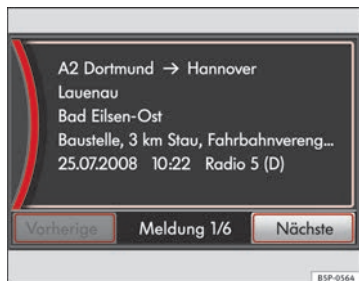 A2 Dortmund → Hannover
Lauenau
Bad Eilsen-Ost
Baustelle, 3 km Stau, Fahrbahnvereng...
25.07.2008 10:22 Radio 5 (D)
Vorherige Meldung 1/6 Nächste
B5P-0564